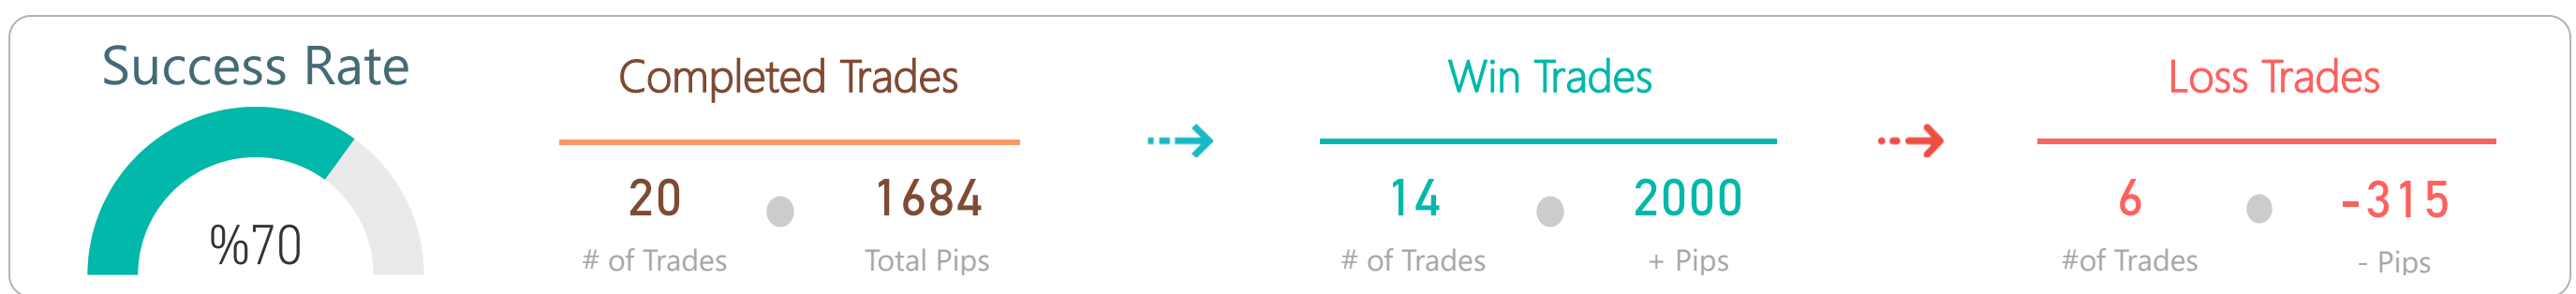 Success Rate
%70
Completed Trades
20 1684
# of Trades Total Pips
Win Trades
14 2000
# of Trades + Pips
Loss Trades
6 -315
#of Trades - Pips